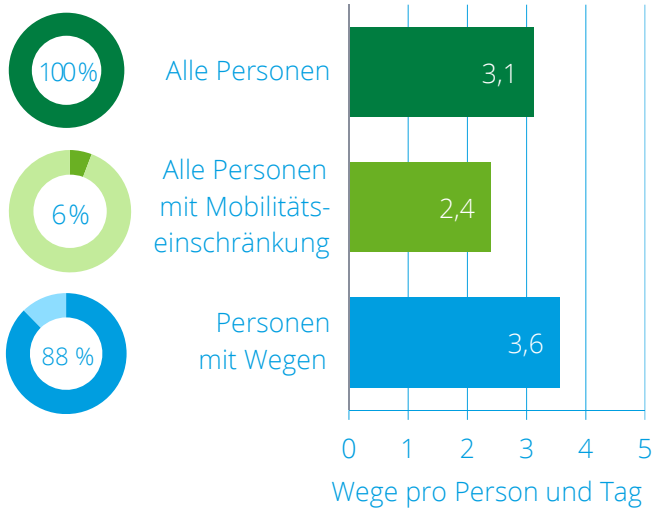 100%
Alle Personen
3,1
6%
Alle Personen
mit Mobilitäts-
einschränkung
2,4
88 %
Personen
mit Wegen
3,6
0 1 2 3 4 5
Wege pro Person und Tag